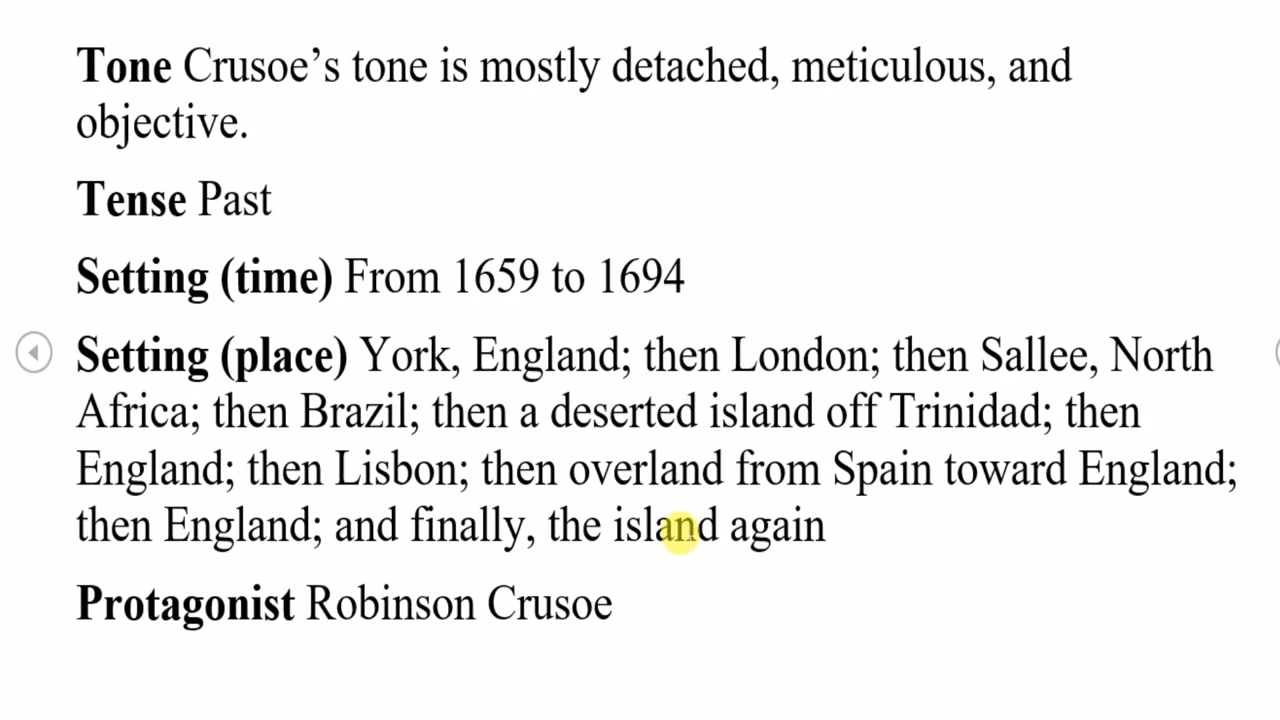 Tone Crusoe’s tone is mostly detached, meticulous, and
objective.
Tense Past
Setting (time) From 1659 to 1694
Setting (place) York, England; then London; then Sallee, North
Africa; then Brazil; then a deserted island off Trinidad; then
England; then Lisbon; then overland from Spain toward England;
then England; and finally, the island again
Protagonist Robinson Crusoe